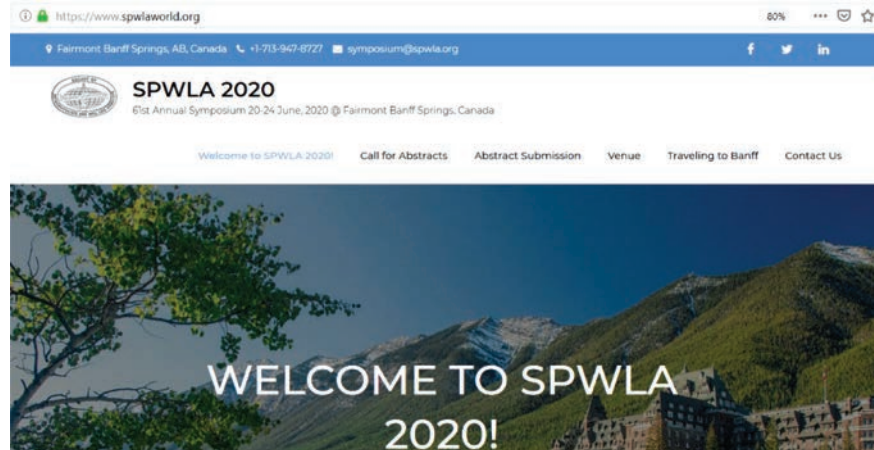 https://www.spwlaworld.org 80%
Fairmont Banff Springs, AB, Canada +1-713-947-8727 symposium@spwla.org
SPWLA 2020
61st Annual Symposium 20-24 June, 2020 @ Fairmont Banff Springs, Canada
Welcome to SPWLA 2020! Call for Abstracts Abstract Submission Venue Traveling to Banff Contact Us
WELCOME TO SPWLA
2020!